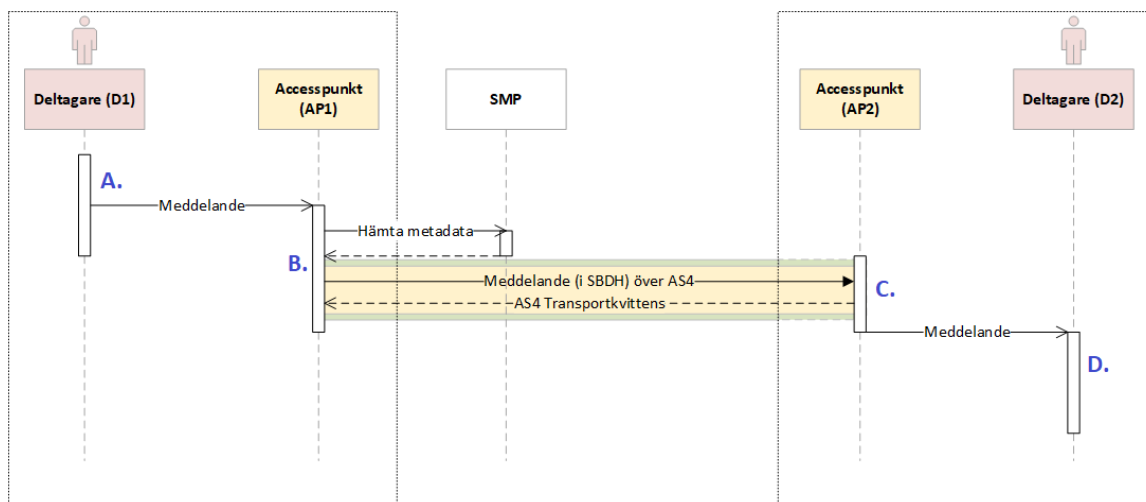 Deltagare (D1)
Accesspunkt
(AP1)
SMP
Accesspunkt
(AP2)
Deltagare (D2)
A.
Meddelande
Hämta metadata
B.
Meddelande (i SBDH) över AS4
C.
AS4 Transportkvittens
Meddelande
D.